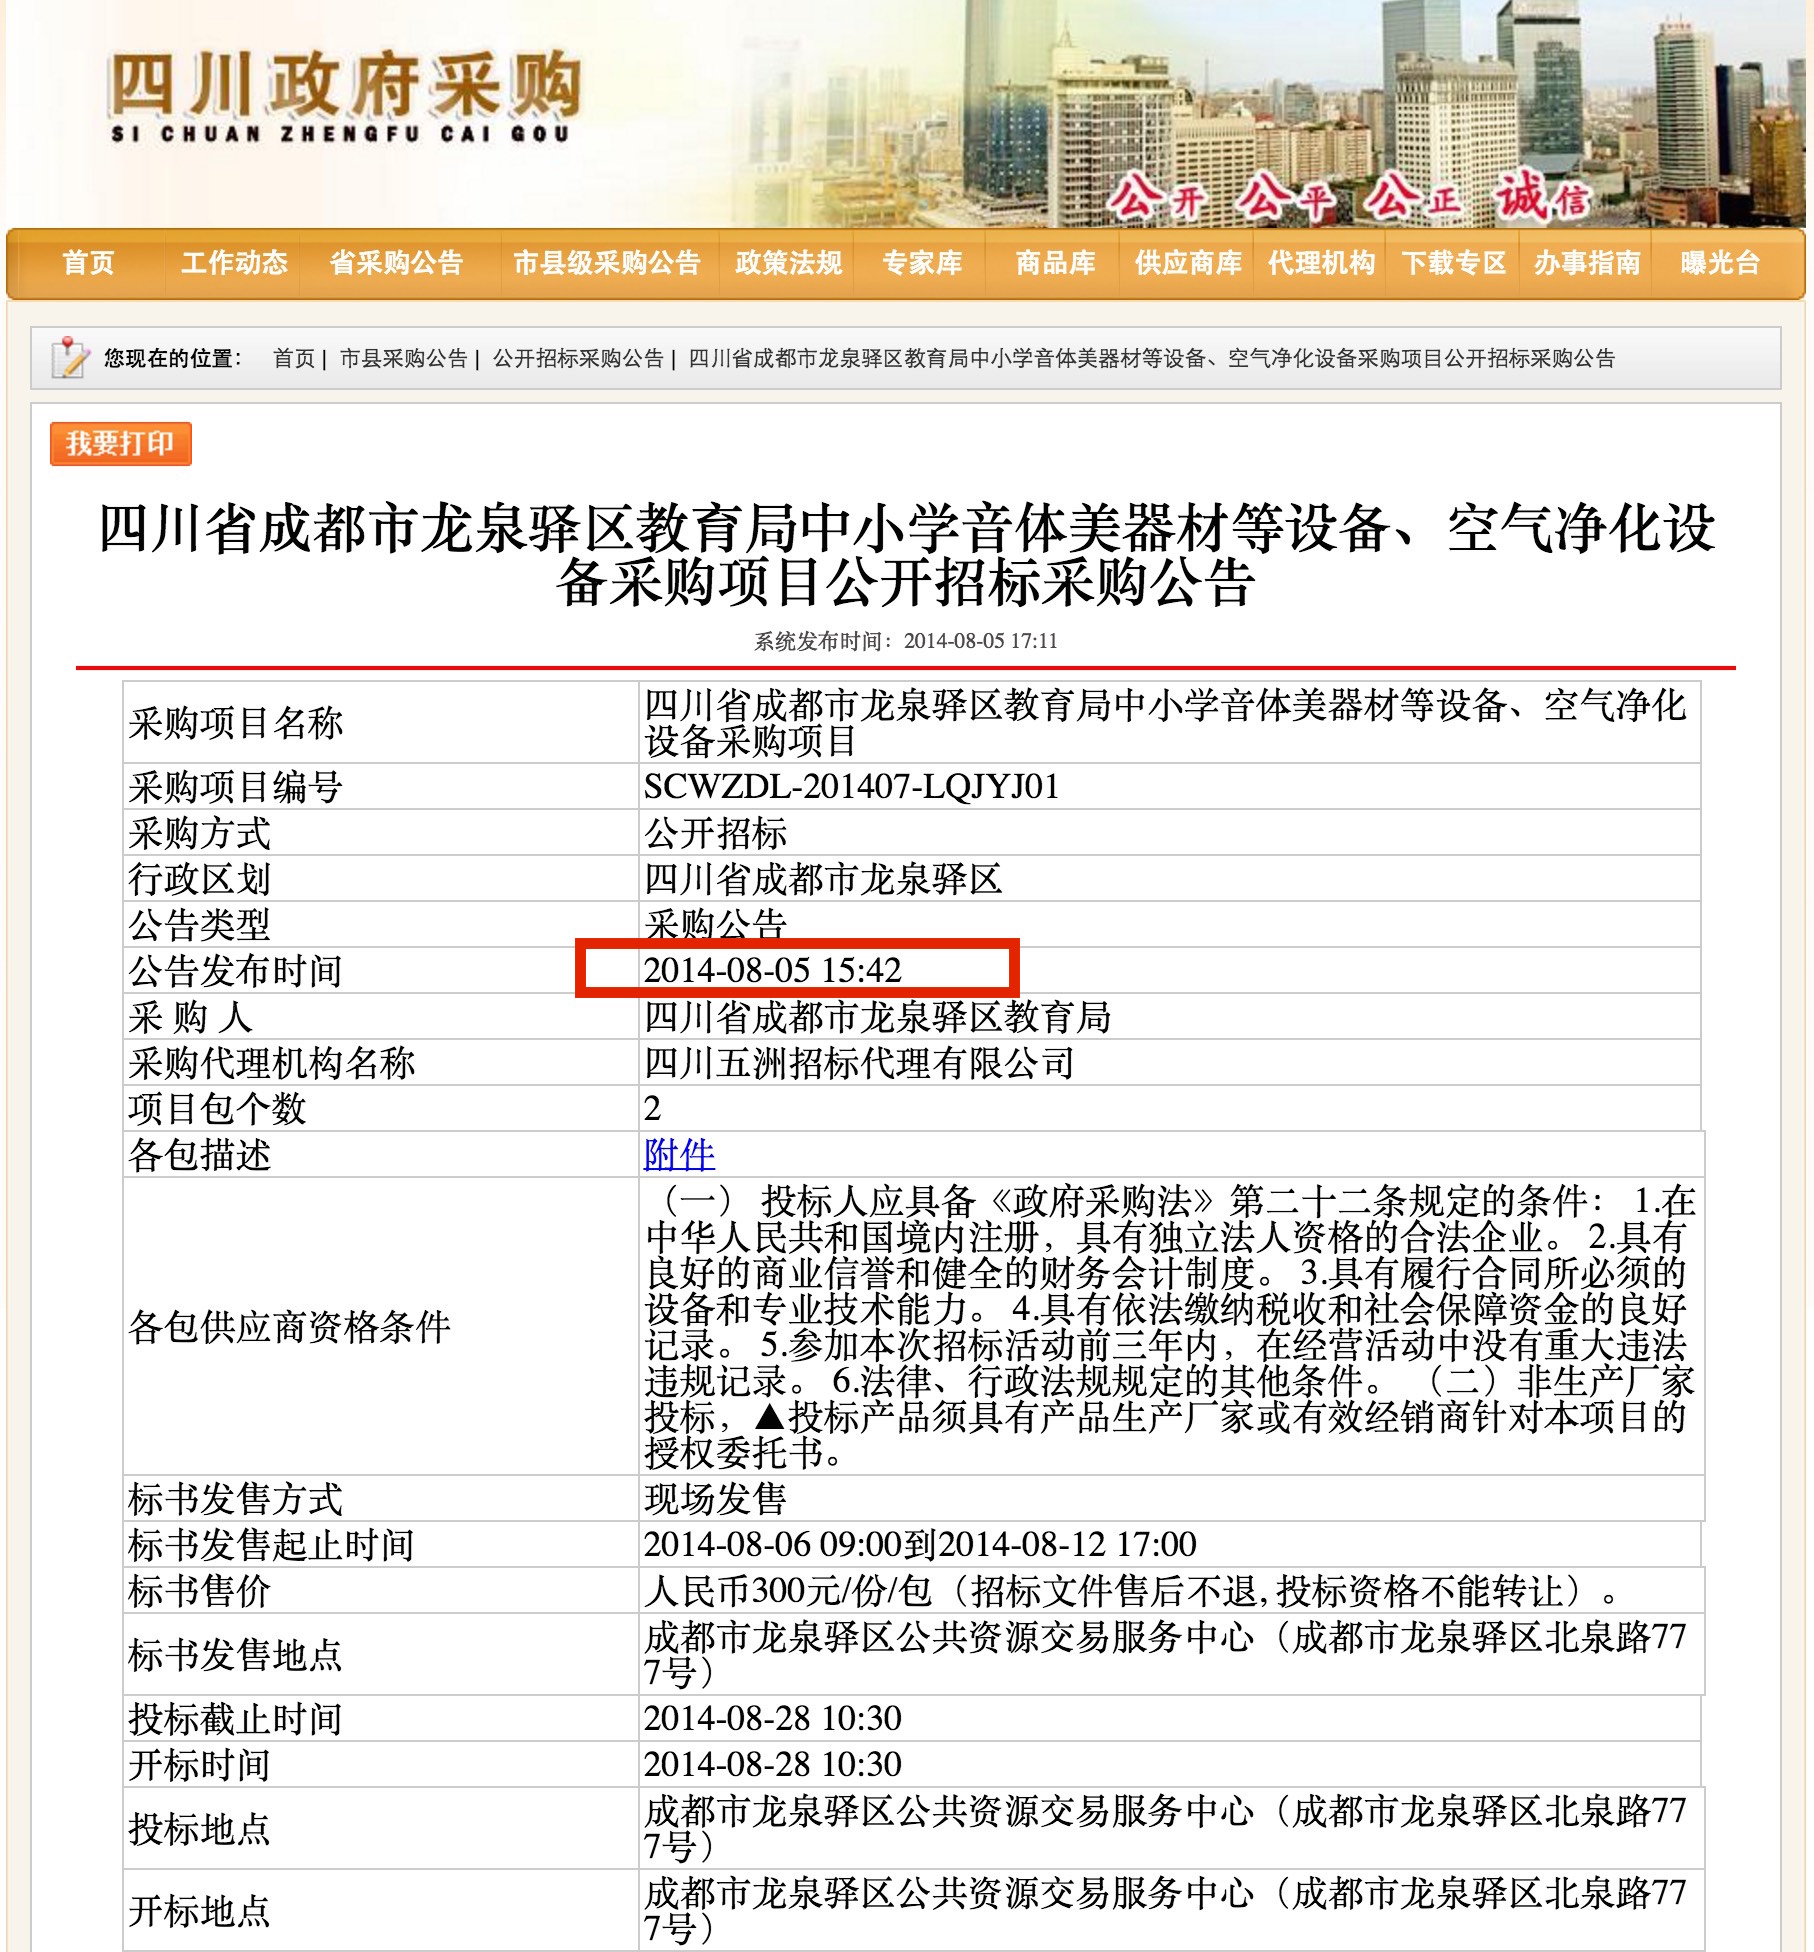 四川政府采购
SI CHUAN ZHENGFU CAI GOU
公开 公平 公正 诚信
首页 工作动态 省采购公告 市县级采购公告 政策法规 专家库 商品库 供应商库 代理机构 下载专区 办事指南 曝光台
您现在的位置： 首页 | 市县采购公告 | 公开招标采购公告 | 四川省成都市龙泉驿区教育局中小学音体美器材等设备、空气净化设备采购项目公开招标采购公告
我要打印
四川省成都市龙泉驿区教育局中小学音体美器材等设备、空气净化设
备采购项目公开招标采购公告
系统发布时间：2014-08-05 17:11
采购项目名称
四川省成都市龙泉驿区教育局中小学音体美器材等设备、空气净化
设备采购项目
采购项目编号 SCWZDL-201407-LQJYJ01
采购方式 公开招标
行政区划 四川省成都市龙泉驿区
公告类型 采购公告
公告发布时间 2014-08-05 15:42
采 购 人 四川省成都市龙泉驿区教育局
采购代理机构名称 四川五洲招标代理有限公司
项目包个数 2
各包描述 附件
各包供应商资格条件
（一） 投标人应具备《政府采购法》第二十二条规定的条件： 1.在
中华人民共和国境内注册，具有独立法人资格的合法企业。 2.具有
良好的商业信誉和健全的财务会计制度。 3.具有履行合同所必须的
设备和专业技术能力。 4.具有依法缴纳税收和社会保障资金的良好
记录。 5.参加本次招标活动前三年内，在经营活动中没有重大违法
违规记录。 6.法律、行政法规规定的其他条件。 （二）非生产厂家
投标，▲投标产品须具有产品生产厂家或有效经销商针对本项目的
授权委托书。
标书发售方式 现场发售
标书发售起止时间 2014-08-06 09:00到2014-08-12 17:00
标书售价 人民币300元/份/包（招标文件售后不退, 投标资格不能转让）。
标书发售地点
成都市龙泉驿区公共资源交易服务中心（成都市龙泉驿区北泉路77
7号）
投标截止时间 2014-08-28 10:30
开标时间 2014-08-28 10:30
投标地点
成都市龙泉驿区公共资源交易服务中心（成都市龙泉驿区北泉路77
7号）
开标地点
成都市龙泉驿区公共资源交易服务中心（成都市龙泉驿区北泉路77
7号）